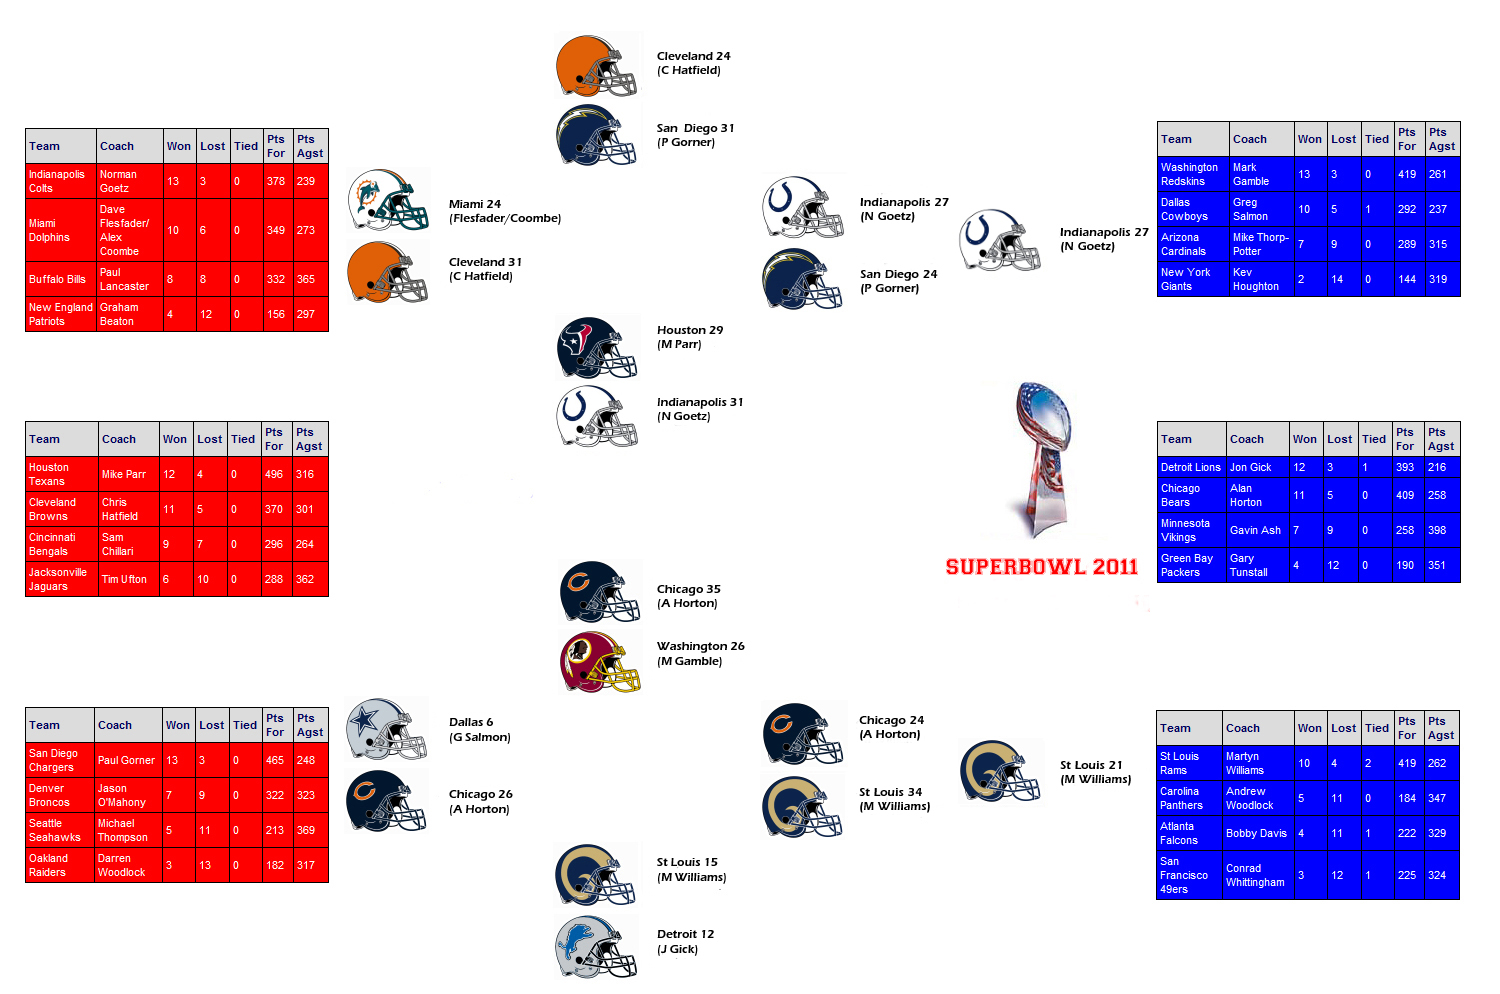 Cleveland 24
(C Hatfield)
San Diego 31
(P Gorner)
Team Coach Won Lost Tied Pts For Pts Agst
Indianapolis Colts Norman Goetz 13 3 0 378 239
Miami Dolphins Dave Flesfader/ Alex Coombe 10 6 0 349 273
Buffalo Bills Paul Lancaster 8 8 0 332 365
New England Patriots Graham Beaton 4 12 0 156 297
Miami 24
(Flesfader/Coombe)
Cleveland 31
(C Hatfield)
Indianapolis 27
(N Goetz)
San Diego 24
(P Gorner)
Indianapolis 27
(N Goetz)
Team Coach Won Lost Tied Pts For Pts Agst
Washington Redskins Mark Gamble 13 3 0 419 261
Dallas Cowboys Greg Salmon 10 5 1 292 237
Arizona Cardinals Mike Thorp-Potter 7 9 0 289 315
New York Giants Kev Houghton 2 14 0 144 319
Houston 29
(M Parr)
Indianapolis 31
(N Goetz)
Team Coach Won Lost Tied Pts For Pts Agst
Houston Texans Mike Parr 12 4 0 496 316
Cleveland Browns Chris Hatfield 11 5 0 370 301
Cincinnati Bengals Sam Chillari 9 7 0 296 264
Jacksonville Jaguars Tim Ufton 6 10 0 288 362
SUPERBOWL 2011
Team Coach Won Lost Tied Pts For Pts Agst
Detroit Lions Jon Gick 12 3 1 393 216
Chicago Bears Alan Horton 11 5 0 409 258
Minnesota Vikings Gavin Ash 7 9 0 258 398
Green Bay Packers Gary Tunstall 4 12 0 190 351
Chicago 35
(A Horton)
Washington 26
(M Gamble)
Team Coach Won Lost Tied Pts For Pts Agst
San Diego Chargers Paul Gorner 13 3 0 465 248
Denver Broncos Jason O'Mahony 7 9 0 322 323
Seattle Seahawks Michael Thompson 5 11 0 213 369
Oakland Raiders Darren Woodlock 3 13 0 182 317
Dallas 6
(G Salmon)
Chicago 26
(A Horton)
Chicago 24
(A Horton)
St Louis 34
(M Williams)
St Louis 21
(M Williams)
Team Coach Won Lost Tied Pts For Pts Agst
St Louis Rams Martyn Williams 10 4 2 419 262
Carolina Panthers Andrew Woodlock 5 11 0 184 347
Atlanta Falcons Bobby Davis 4 11 1 222 329
San Francisco 49ers Conrad Whittingham 3 12 1 225 324
St Louis 15
(M Williams)
Detroit 12
(J Gick)